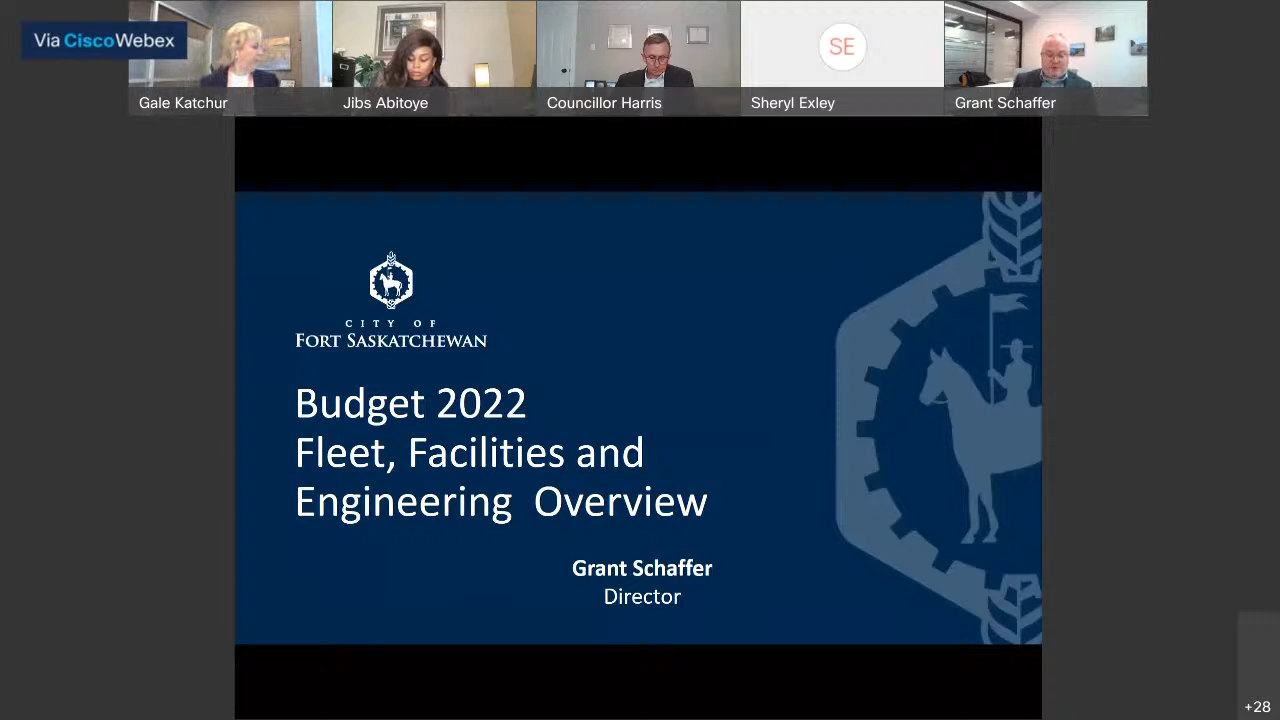 Via CiscoWebex
SE
Gale Katchur
Jibs Abitoye
Councillor Harris
Sheryl Exley
Grant Schaffer
CITY OF
FORT SASKATCHEWAN
Budget 2022
Fleet, Facilities and
Engineering Overview
Grant Schaffer
Director
+28